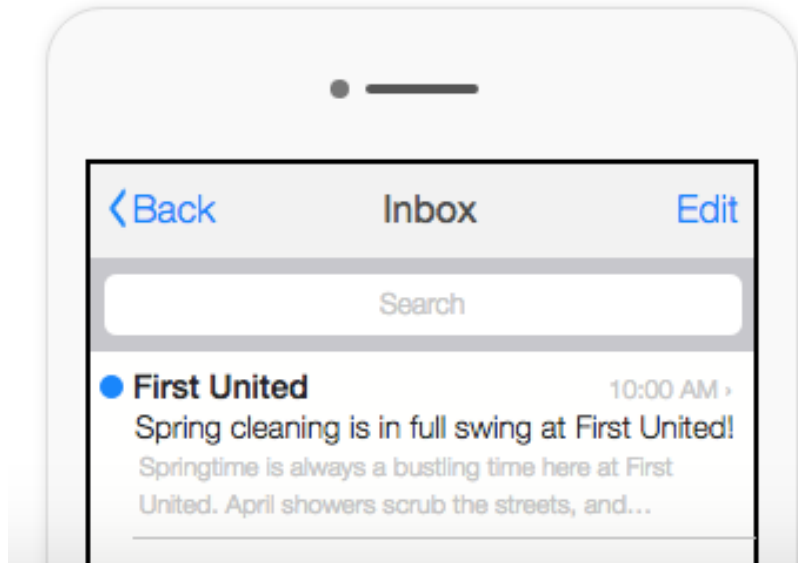 Back Inbox Edit
Search
First United 10:00 AM ›
Spring cleaning is in full swing at First United!
Springtime is always a bustling time here at First
United. April showers scrub the streets, and…